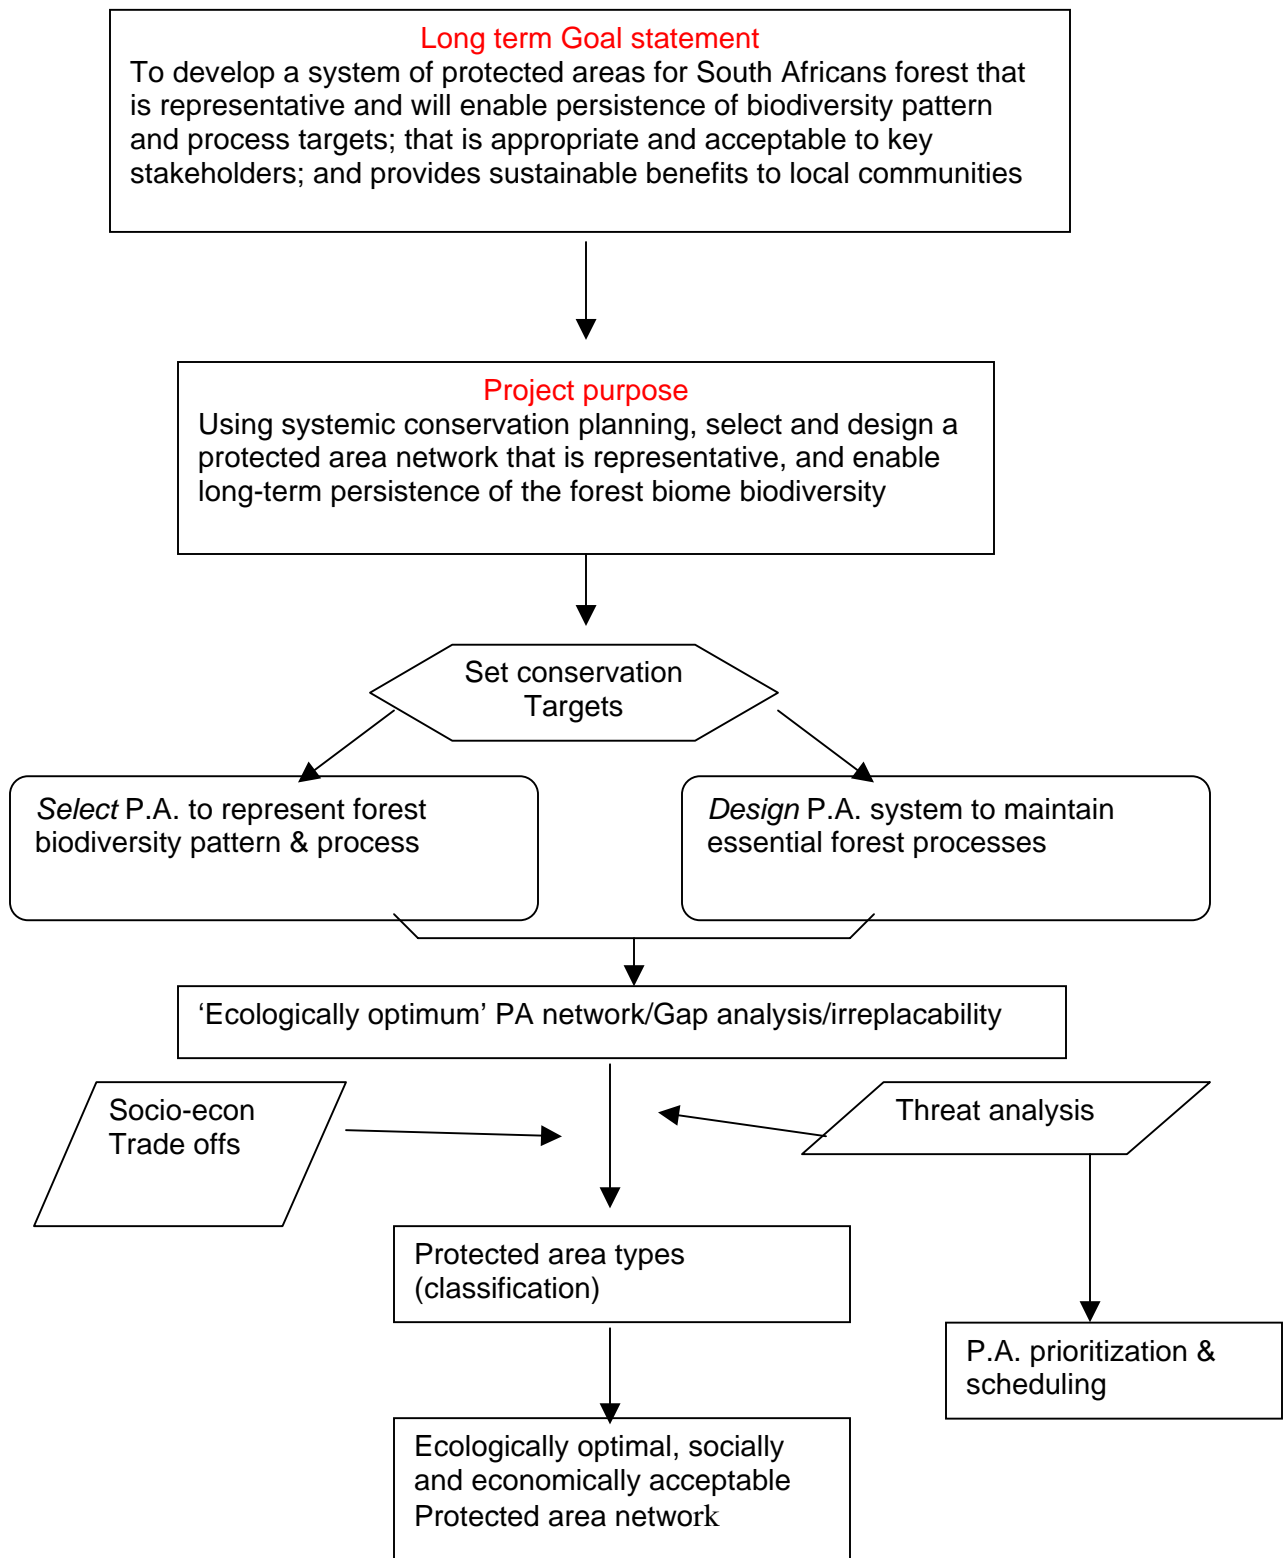 Long term Goal statement
To develop a system of protected areas for South Africans forest that
is representative and will enable persistence of biodiversity pattern
and process targets; that is appropriate and acceptable to key
stakeholders; and provides sustainable benefits to local communities
Project purpose
Using systemic conservation planning, select and design a
protected area network that is representative, and enable
long-term persistence of the forest biome biodiversity
Set conservation
Targets
Select P.A. to represent forest
biodiversity pattern & process
Design P.A. system to maintain
essential forest processes
‘Ecologically optimum’ PA network/Gap analysis/irreplacability
Socio-econ
Trade offs
Threat analysis
Protected area types
(classification)
P.A. prioritization &
scheduling
Ecologically optimal, socially
and economically acceptable
Protected area network